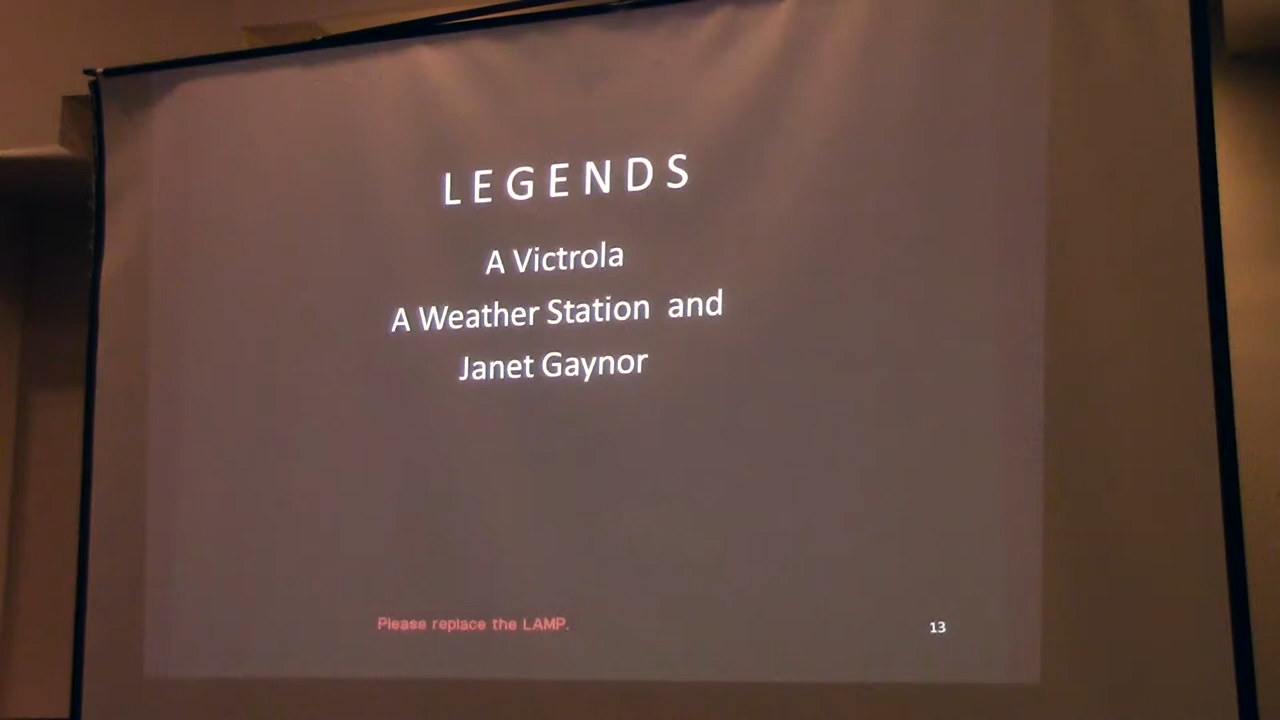 LEGENDS
A Victrola
A Weather Station and
Janet Gaynor
Please replace the LAMP.
13